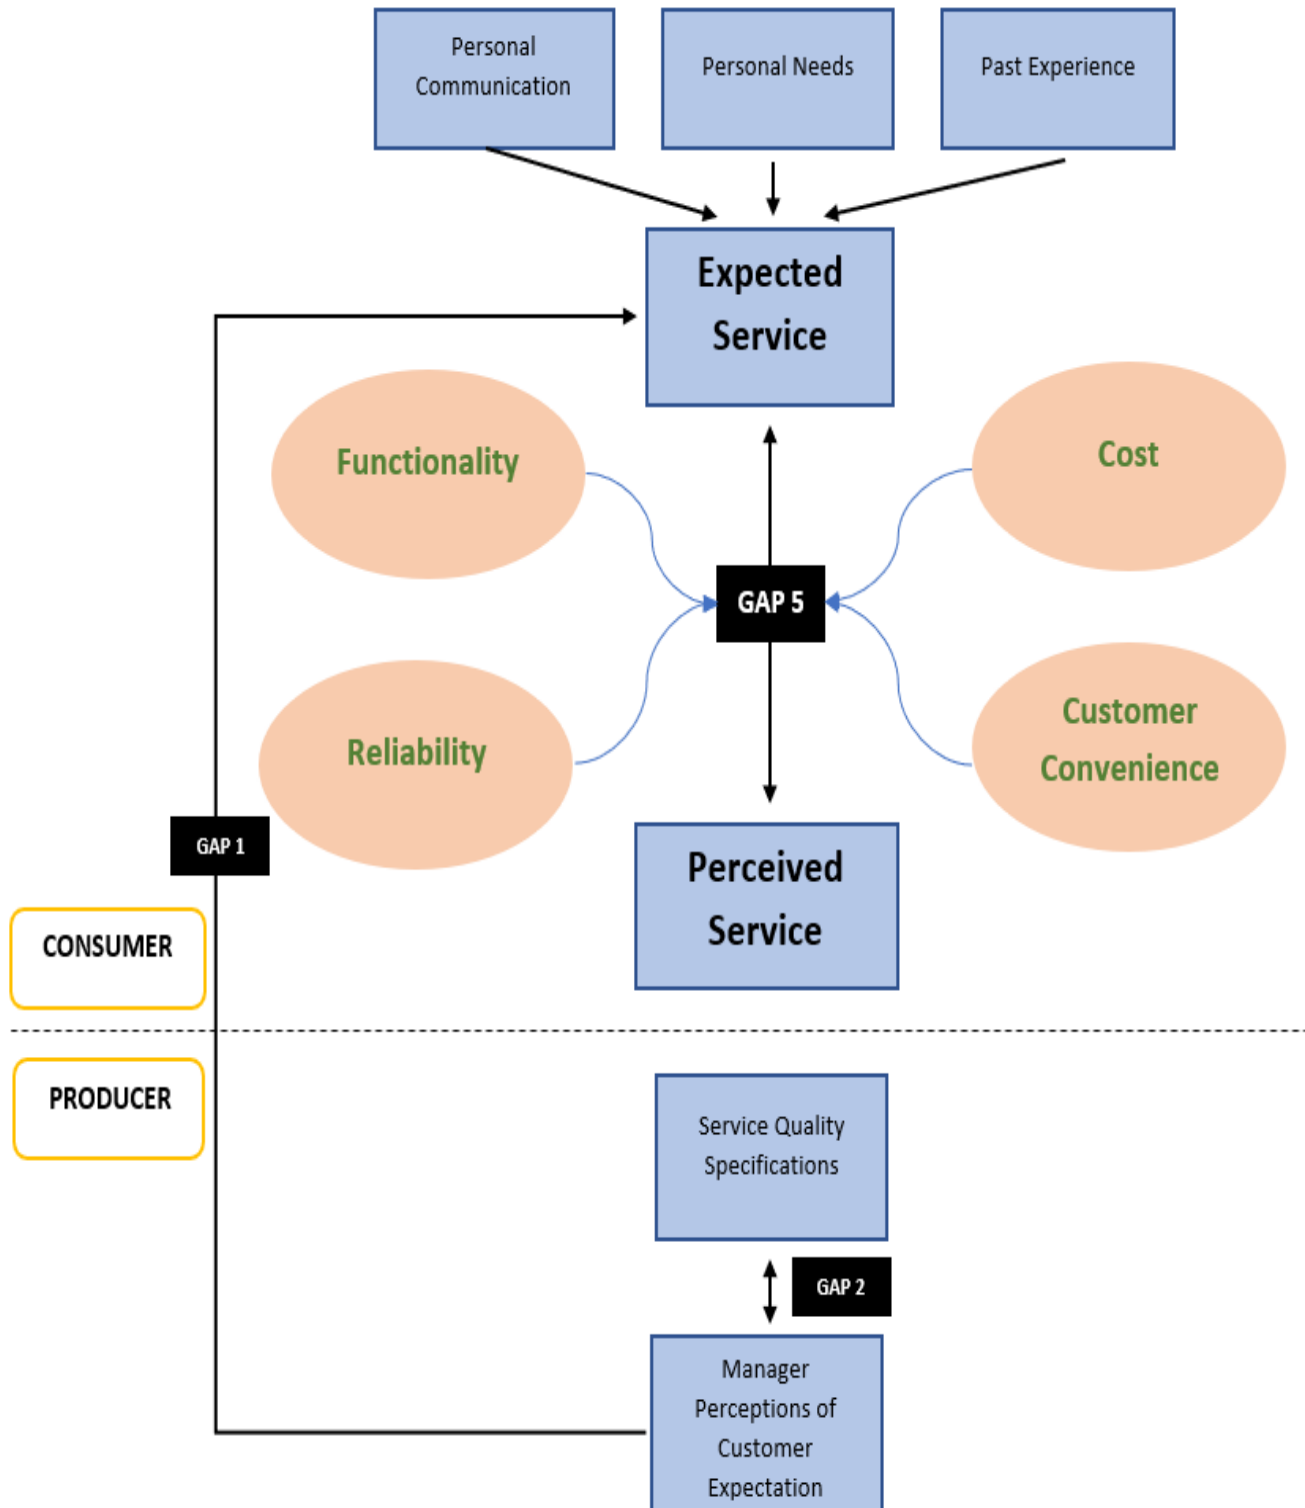 Personal
Communication
Personal Needs
Past Experience
Expected
Service
Functionality
Cost
GAP 5
Reliability
Customer
Convenience
GAP 1
Perceived
Service
CONSUMER
PRODUCER
Service Quality
Specifications
GAP 2
Manager
Perceptions of
Customer
Expectation